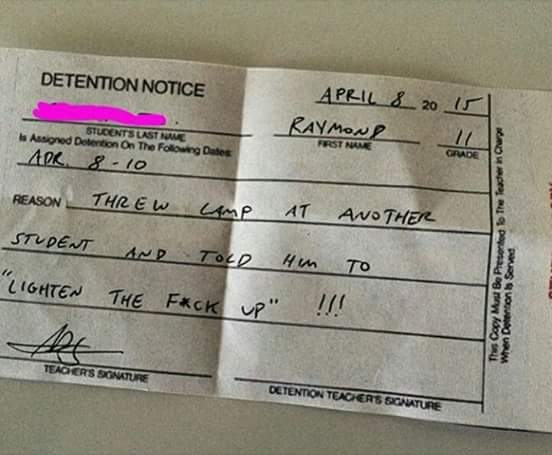 DETENTION NOTICE
APRIL 8 20 15
STUDENT'S LAST NAME
RAYMOND 11
FIRST NAME GRADE
Is Assigned Detention On The Following Dates:
APR. 8-10
REASON THREW LAMP AT ANOTHER
STUDENT AND TOLD HIM TO
"LIGHTEN THE F*CK UP" !!!
TEACHER'S SIGNATURE
DETENTION TEACHER'S SIGNATURE
This Copy Must Be Presented To The Teacher in Charge
When Detention Is Served